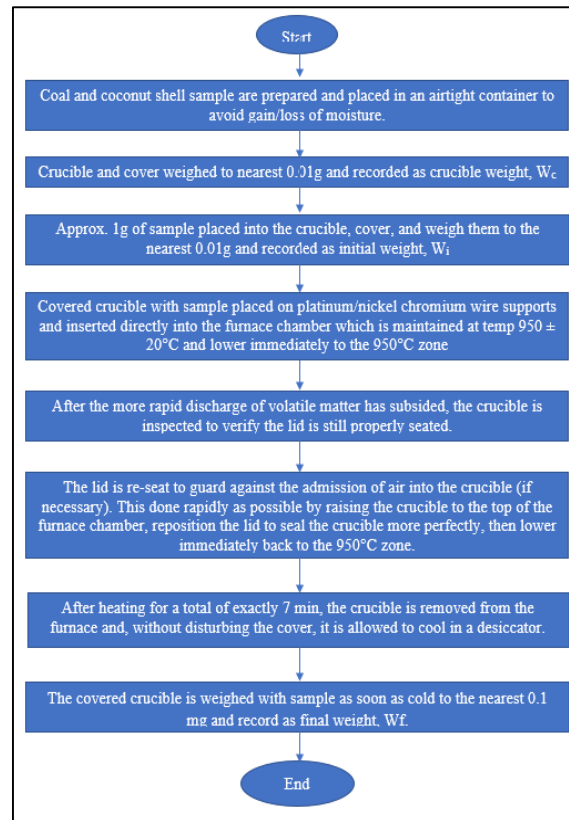 Start
Coal and coconut shell sample are prepared and placed in an airtight container to
avoid gain/loss of moisture.
Crucible and cover weighed to nearest 0.01g and recorded as crucible weight, Wc
Approx. 1g of sample placed into the crucible, cover, and weigh them to the
nearest 0.01g and recorded as initial weight, Wi
Covered crucible with sample placed on platinum/nickel chromium wire supports
and inserted directly into the furnace chamber which is maintained at temp 950 ±
20°C and lower immediately to the 950°C zone
After the more rapid discharge of volatile matter has subsided, the crucible is
inspected to verify the lid is still properly seated.
The lid is re-seat to guard against the admission of air into the crucible (if
necessary). This done rapidly as possible by raising the crucible to the top of the
furnace chamber, reposition the lid to seal the crucible more perfectly, then lower
immediately back to the 950°C zone.
After heating for a total of exactly 7 min, the crucible is removed from the
furnace and, without disturbing the cover, it is allowed to cool in a desiccator.
The covered crucible is weighed with sample as soon as cold to the nearest 0.1
mg and record as final weight, Wf.
End